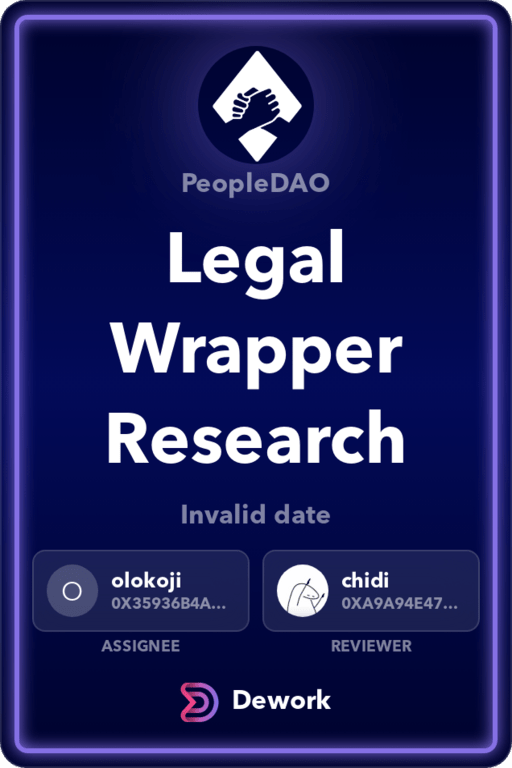 PeopleDAO
Legal
Wrapper
Research
Invalid date
O
olokoji
0X35936B4A...
ASSIGNEE
chidi
0XA9A94E47...
REVIEWER
Dework